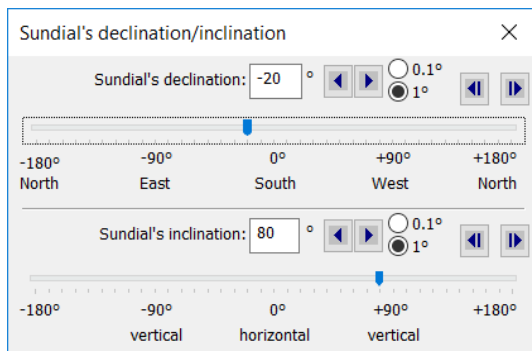 Sundial's declination/inclination
Sundial's declination: -20 ° 0.1°
1°
-180° -90° 0° +90° +180°
North East South West North
Sundial's inclination: 80 ° 0.1°
1°
-180° -90° 0° +90° +180°
vertical horizontal vertical